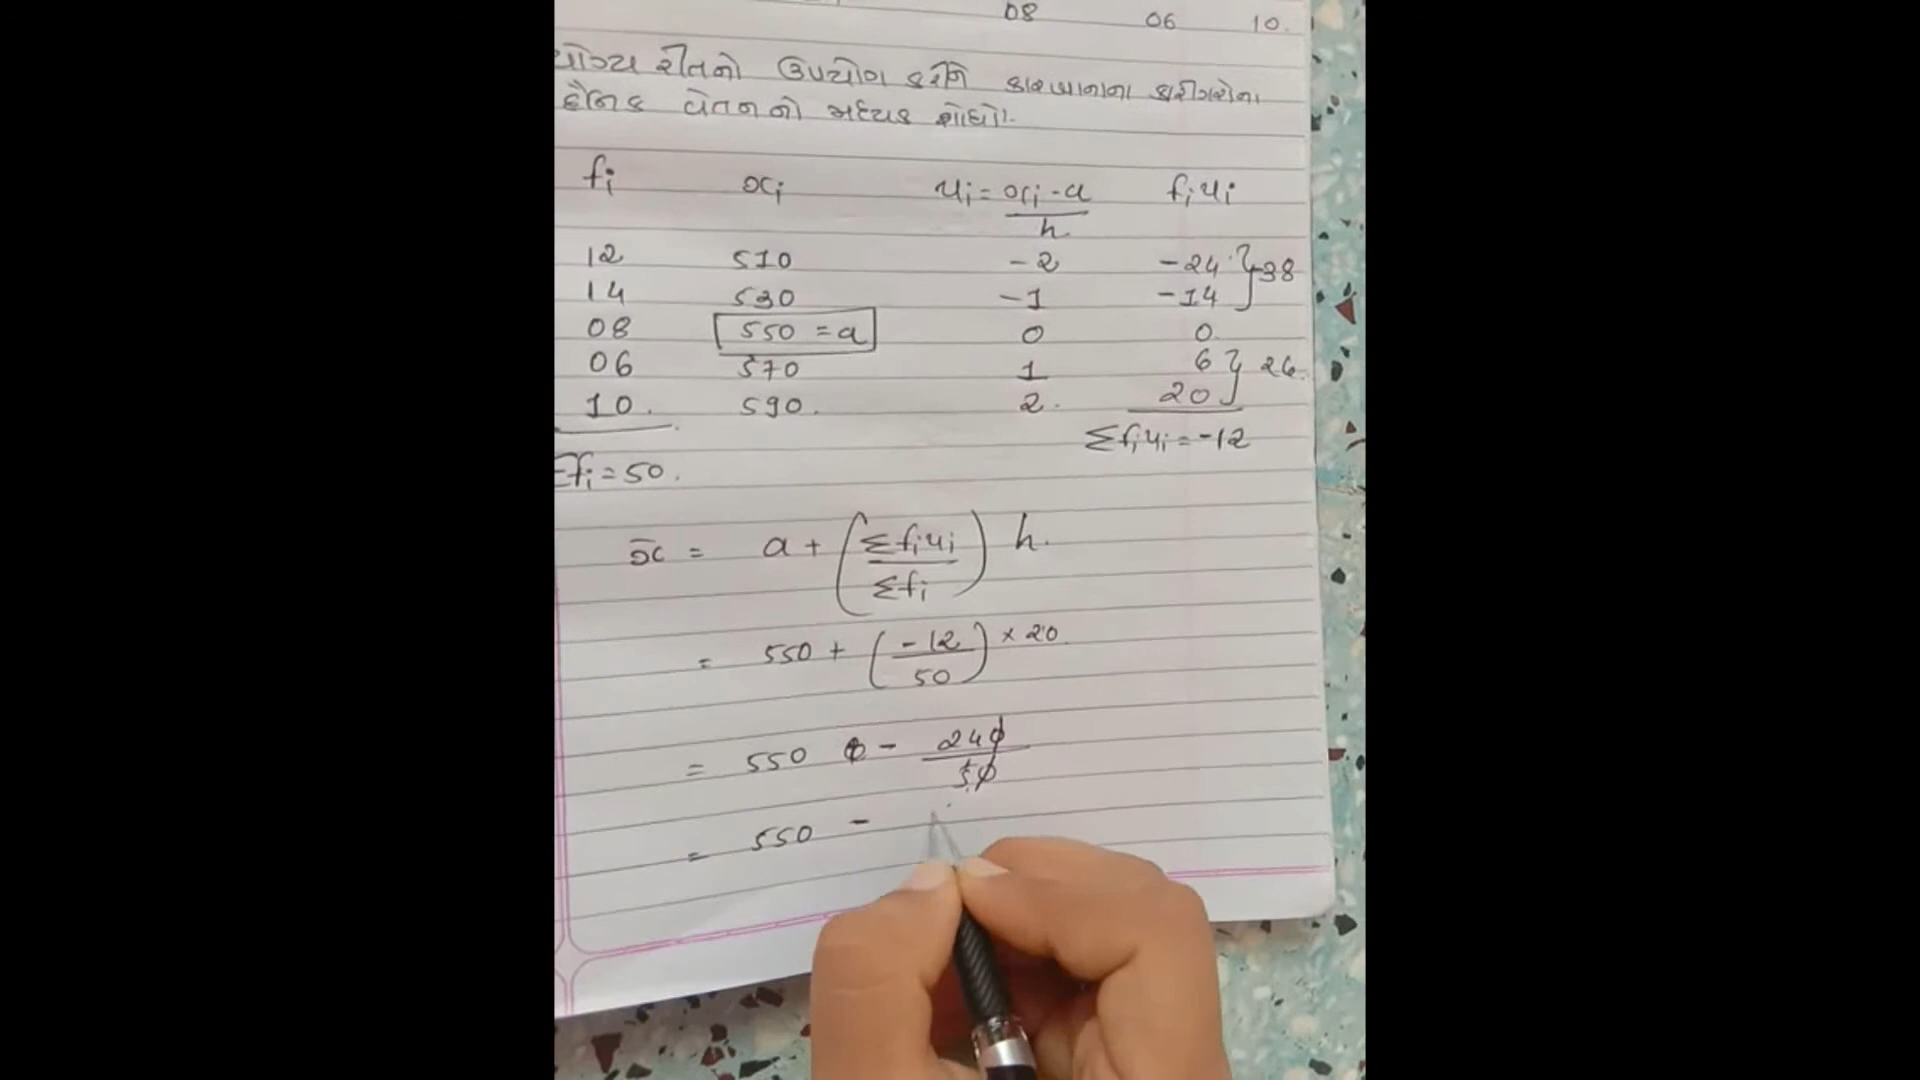 08 06 10.
યોગ્ય રીતનો ઉપયોગ કરીને કારખાનાના કારીગરોના
દૈનિક વેતનનો મધ્યક શોધો.
fi xi ui = xi - a / h fiui
12 510 -2 -24 } -38
14 530 -1 -14
08 550 = a 0 0.
06 570 1 6 } 26.
10. 590. 2. 20
Σfiui = -12
Σfi = 50.
x̄ = a + (Σfiui / Σfi) h.
= 550 + (-12 / 50) × 20
= 550 - 240 / 50
= 550 -